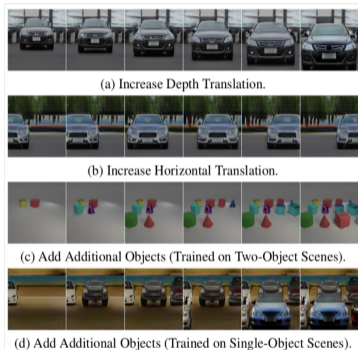 (a) Increase Depth Translation.
(b) Increase Horizontal Translation.
(c) Add Additional Objects (Trained on Two-Object Scenes).
(d) Add Additional Objects (Trained on Single-Object Scenes).